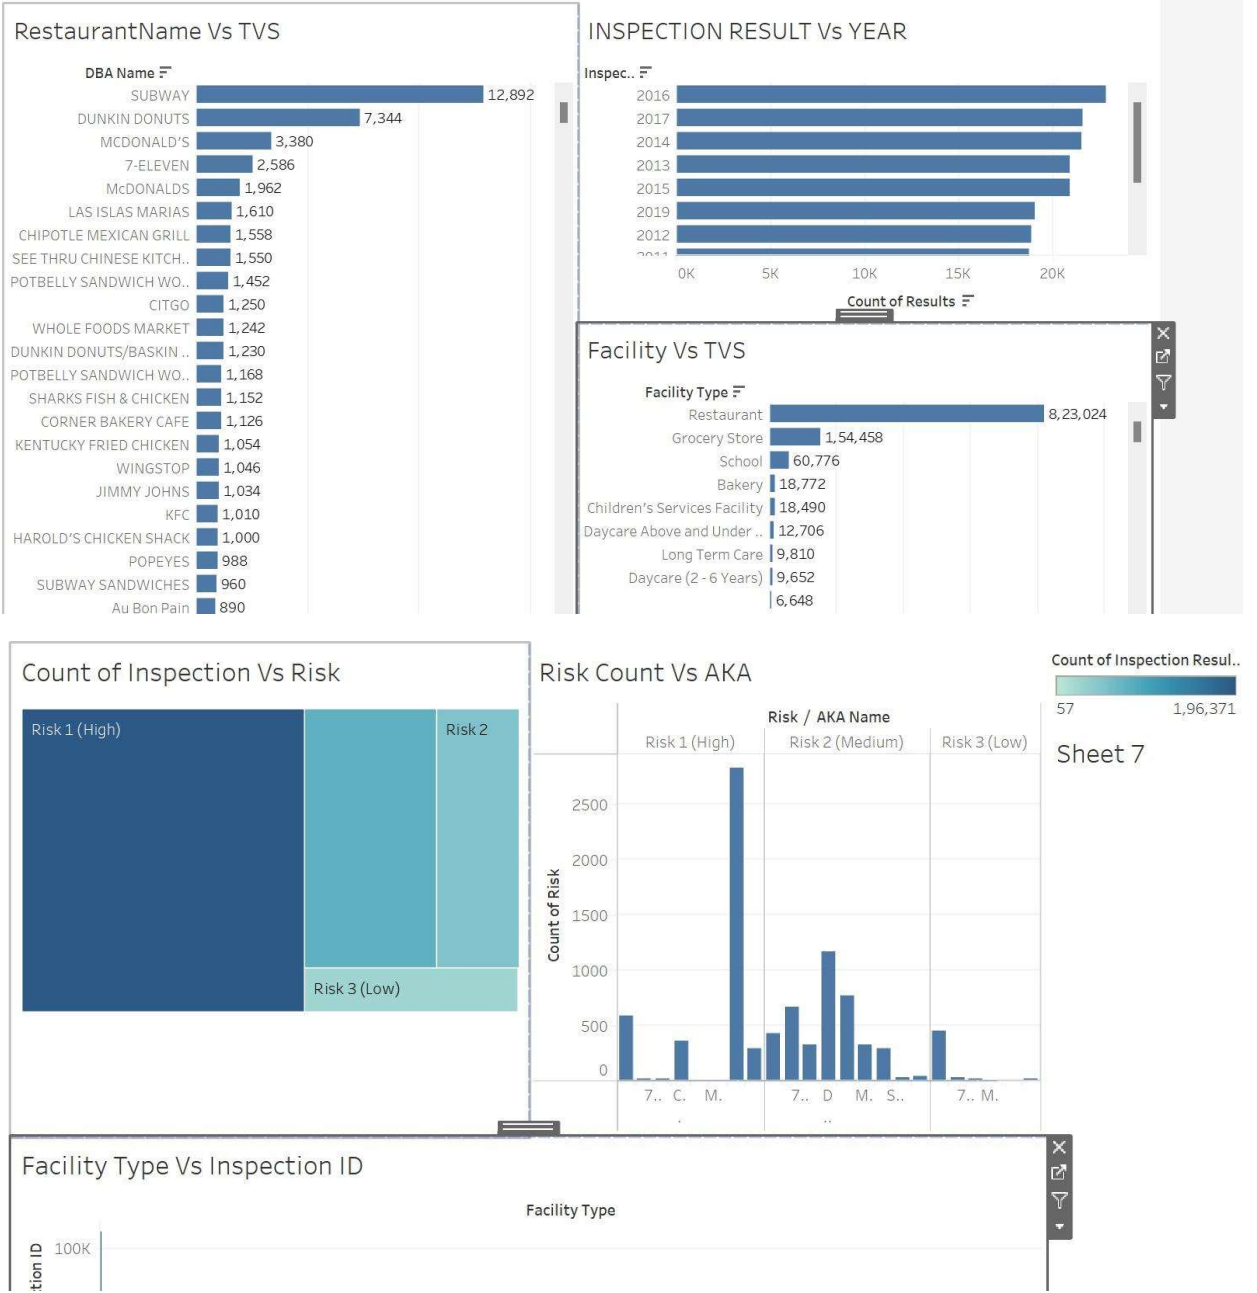 RestaurantName Vs TVS
DBA Name
SUBWAY 12,892
DUNKIN DONUTS 7,344
MCDONALD'S 3,380
7-ELEVEN 2,586
McDONALDS 1,962
LAS ISLAS MARIAS 1,610
CHIPOTLE MEXICAN GRILL 1,558
SEE THRU CHINESE KITCH.. 1,550
POTBELLY SANDWICH WO.. 1,452
CITGO 1,250
WHOLE FOODS MARKET 1,242
DUNKIN DONUTS/BASKIN .. 1,230
POTBELLY SANDWICH WO.. 1,168
SHARKS FISH & CHICKEN 1,152
CORNER BAKERY CAFE 1,126
KENTUCKY FRIED CHICKEN 1,054
WINGSTOP 1,046
JIMMY JOHNS 1,034
KFC 1,010
HAROLD'S CHICKEN SHACK 1,000
POPEYES 988
SUBWAY SANDWICHES 960
Au Bon Pain 890
INSPECTION RESULT Vs YEAR
Inspec..
2016
2017
2014
2013
2015
2019
2012
2011
0K 5K 10K 15K 20K
Count of Results
Facility Vs TVS
Facility Type
Restaurant 8,23,024
Grocery Store 1,54,458
School 60,776
Bakery 18,772
Children's Services Facility 18,490
Daycare Above and Under .. 12,706
Long Term Care 9,810
Daycare (2 - 6 Years) 9,652
6,648
Count of Inspection Vs Risk
Risk 1 (High)
Risk 2
Risk 3 (Low)
Risk Count Vs AKA
Risk / AKA Name
Risk 1 (High) Risk 2 (Medium) Risk 3 (Low)
Count of Risk
2500
2000
1500
1000
500
0
7.. C. M. 7.. D M. S.. 7.. M.
. ..
Count of Inspection Resul..
57 1,96,371
Sheet 7
Facility Type Vs Inspection ID
Facility Type
100K
tion ID